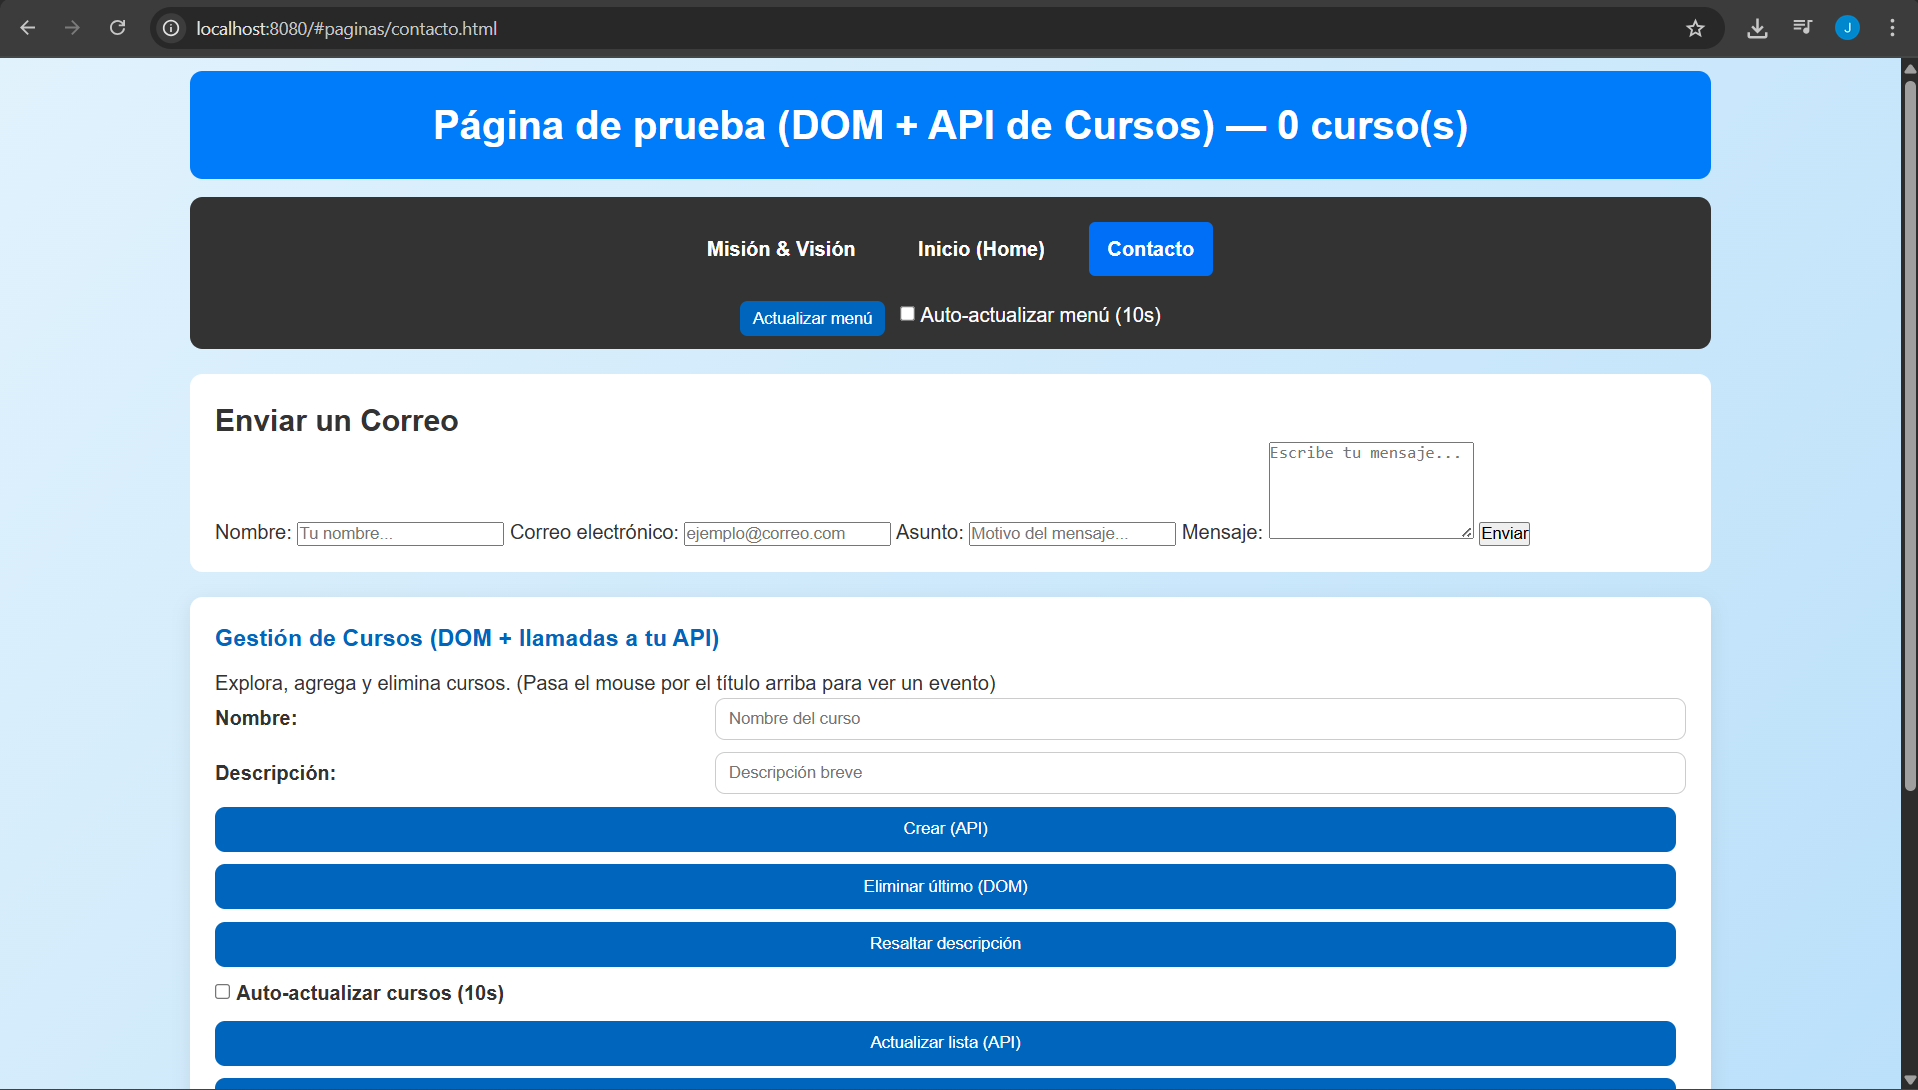 localhost:8080/#paginas/contacto.html
J
Página de prueba (DOM + API de Cursos) — 0 curso(s)
Misión & Visión Inicio (Home) Contacto
Actualizar menú Auto-actualizar menú (10s)
Enviar un Correo
Nombre: Tu nombre... Correo electrónico: ejemplo@correo.com Asunto: Motivo del mensaje... Mensaje: Escribe tu mensaje... Enviar
Gestión de Cursos (DOM + llamadas a tu API)
Explora, agrega y elimina cursos. (Pasa el mouse por el título arriba para ver un evento)
Nombre: Nombre del curso
Descripción: Descripción breve
Crear (API)
Eliminar último (DOM)
Resaltar descripción
Auto-actualizar cursos (10s)
Actualizar lista (API)